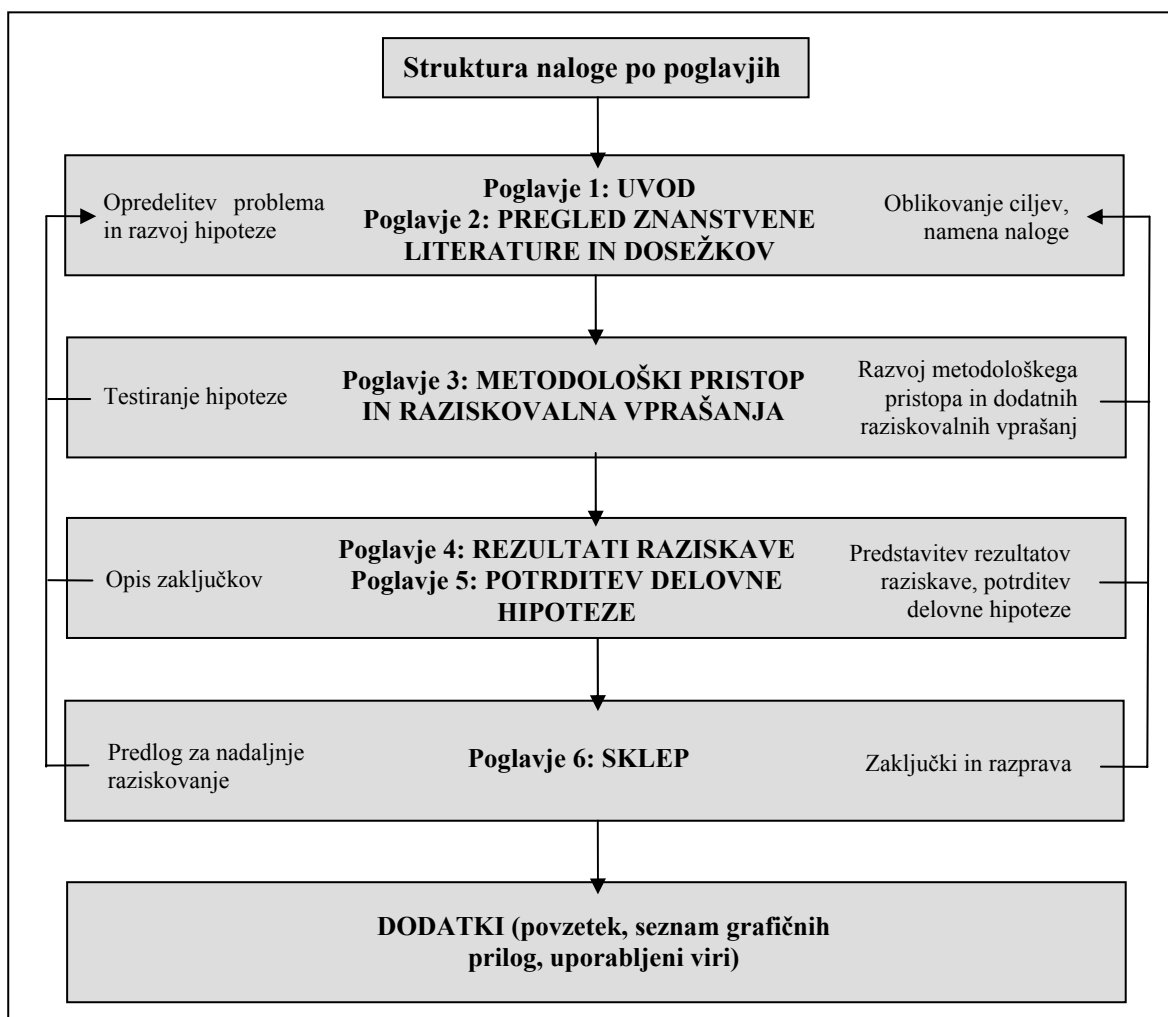 Struktura naloge po poglavjih
Opredelitev problema
in razvoj hipoteze
Poglavje 1: UVOD
Poglavje 2: PREGLED ZNANSTVENE
LITERATURE IN DOSEŽKOV
Oblikovanje ciljev,
namena naloge
Testiranje hipoteze
Poglavje 3: METODOLOŠKI PRISTOP
IN RAZISKOVALNA VPRAŠANJA
Razvoj metodološkega
pristopa in dodatnih
raziskovalnih vprašanj
Opis zaključkov
Poglavje 4: REZULTATI RAZISKAVE
Poglavje 5: POTRDITEV DELOVNE
HIPOTEZE
Predstavitev rezultatov
raziskave, potrditev
delovne hipoteze
Predlog za nadaljnje
raziskovanje
Poglavje 6: SKLEP
Zaključki in razprava
DODATKI (povzetek, seznam grafičnih
prilog, uporabljeni viri)